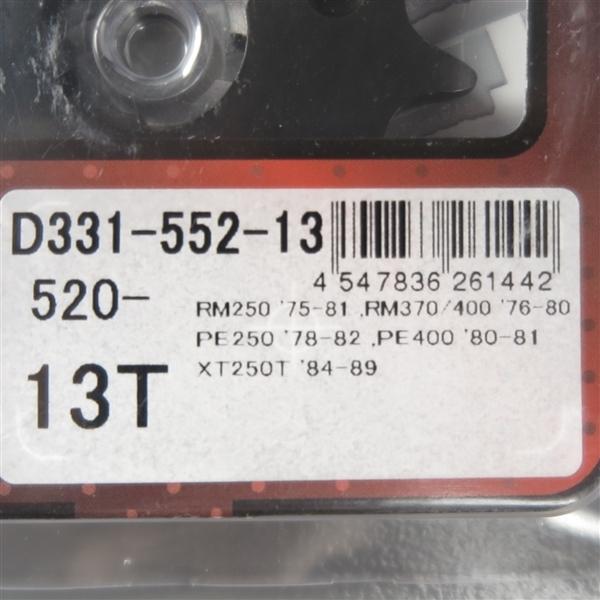 D331-552-13
4 547836 261442
520-
RM250 '75-81 ,RM370/400 '76-80
PE250 '78-82 ,PE400 '80-81
XT250T '84-89
13T